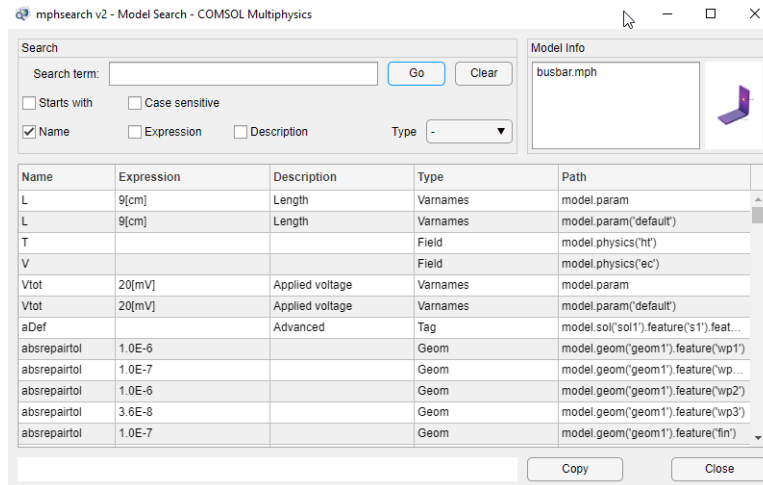 mphsearch v2 - Model Search - COMSOL Multiphysics
Search
Model Info
Search term:
Go
Clear
busbar.mph
Starts with
Case sensitive
Name
Expression
Description
Type
-
Name Expression Description Type Path
L 9[cm] Length Varnames model.param
L 9[cm] Length Varnames model.param('default')
T Field model.physics('ht')
V Field model.physics('ec')
Vtot 20[mV] Applied voltage Varnames model.param
Vtot 20[mV] Applied voltage Varnames model.param('default')
aDef Advanced Tag model.sol('sol1').feature('s1').feat...
absrepairtol 1.0E-6 Geom model.geom('geom1').feature('wp1')
absrepairtol 1.0E-7 Geom model.geom('geom1').feature('wp...
absrepairtol 1.0E-6 Geom model.geom('geom1').feature('wp2')
absrepairtol 3.6E-8 Geom model.geom('geom1').feature('wp3')
absrepairtol 1.0E-7 Geom model.geom('geom1').feature('fin')
Copy
Close